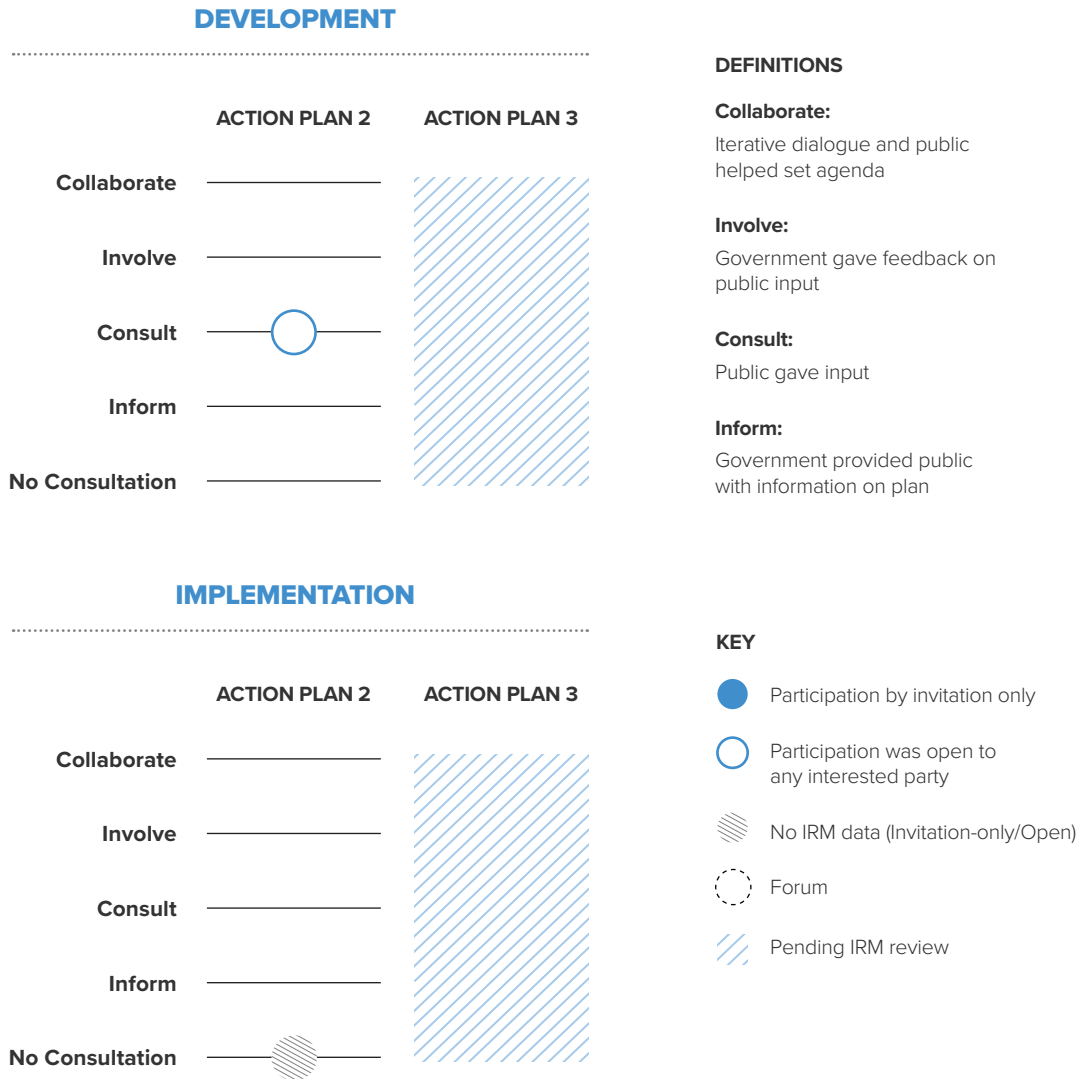 DEVELOPMENT
ACTION PLAN 2
ACTION PLAN 3
Collaborate
Involve
Consult
Inform
No Consultation
DEFINITIONS
Collaborate:
Iterative dialogue and public
helped set agenda
Involve:
Government gave feedback on
public input
Consult:
Public gave input
Inform:
Government provided public
with information on plan
IMPLEMENTATION
ACTION PLAN 2
ACTION PLAN 3
Collaborate
Involve
Consult
Inform
No Consultation
KEY
Participation by invitation only
Participation was open to
any interested party
No IRM data (Invitation-only/Open)
Forum
Pending IRM review